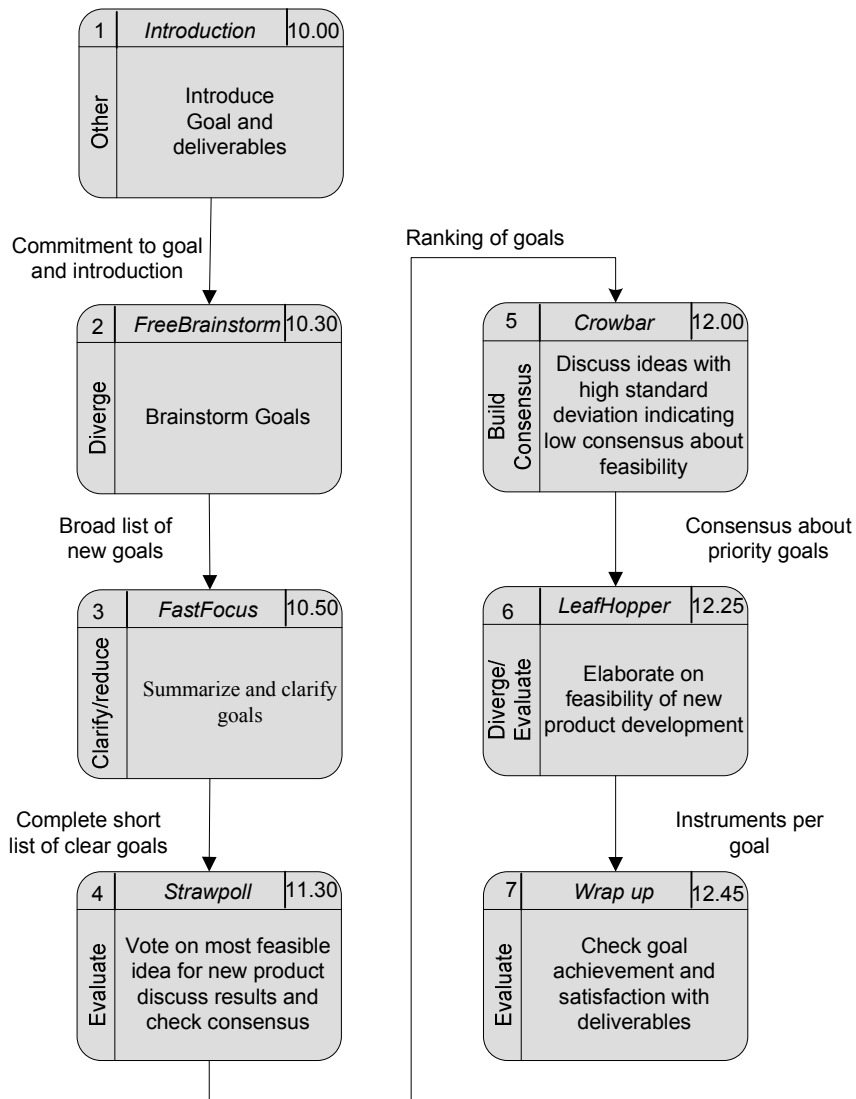 1 Introduction 10.00
Other
Introduce
Goal and
deliverables
Commitment to goal
and introduction
2 FreeBrainstorm 10.30
Diverge
Brainstorm Goals
Broad list of
new goals
3 FastFocus 10.50
Clarify/reduce
Summarize and clarify
goals
Complete short
list of clear goals
4 Strawpoll 11.30
Evaluate
Vote on most feasible
idea for new product
discuss results and
check consensus
Ranking of goals
5 Crowbar 12.00
Build
Consensus
Discuss ideas with
high standard
deviation indicating
low consensus about
feasibility
Consensus about
priority goals
6 LeafHopper 12.25
Diverge/
Evaluate
Elaborate on
feasibility of new
product development
Instruments per
goal
7 Wrap up 12.45
Evaluate
Check goal
achievement and
satisfaction with
deliverables